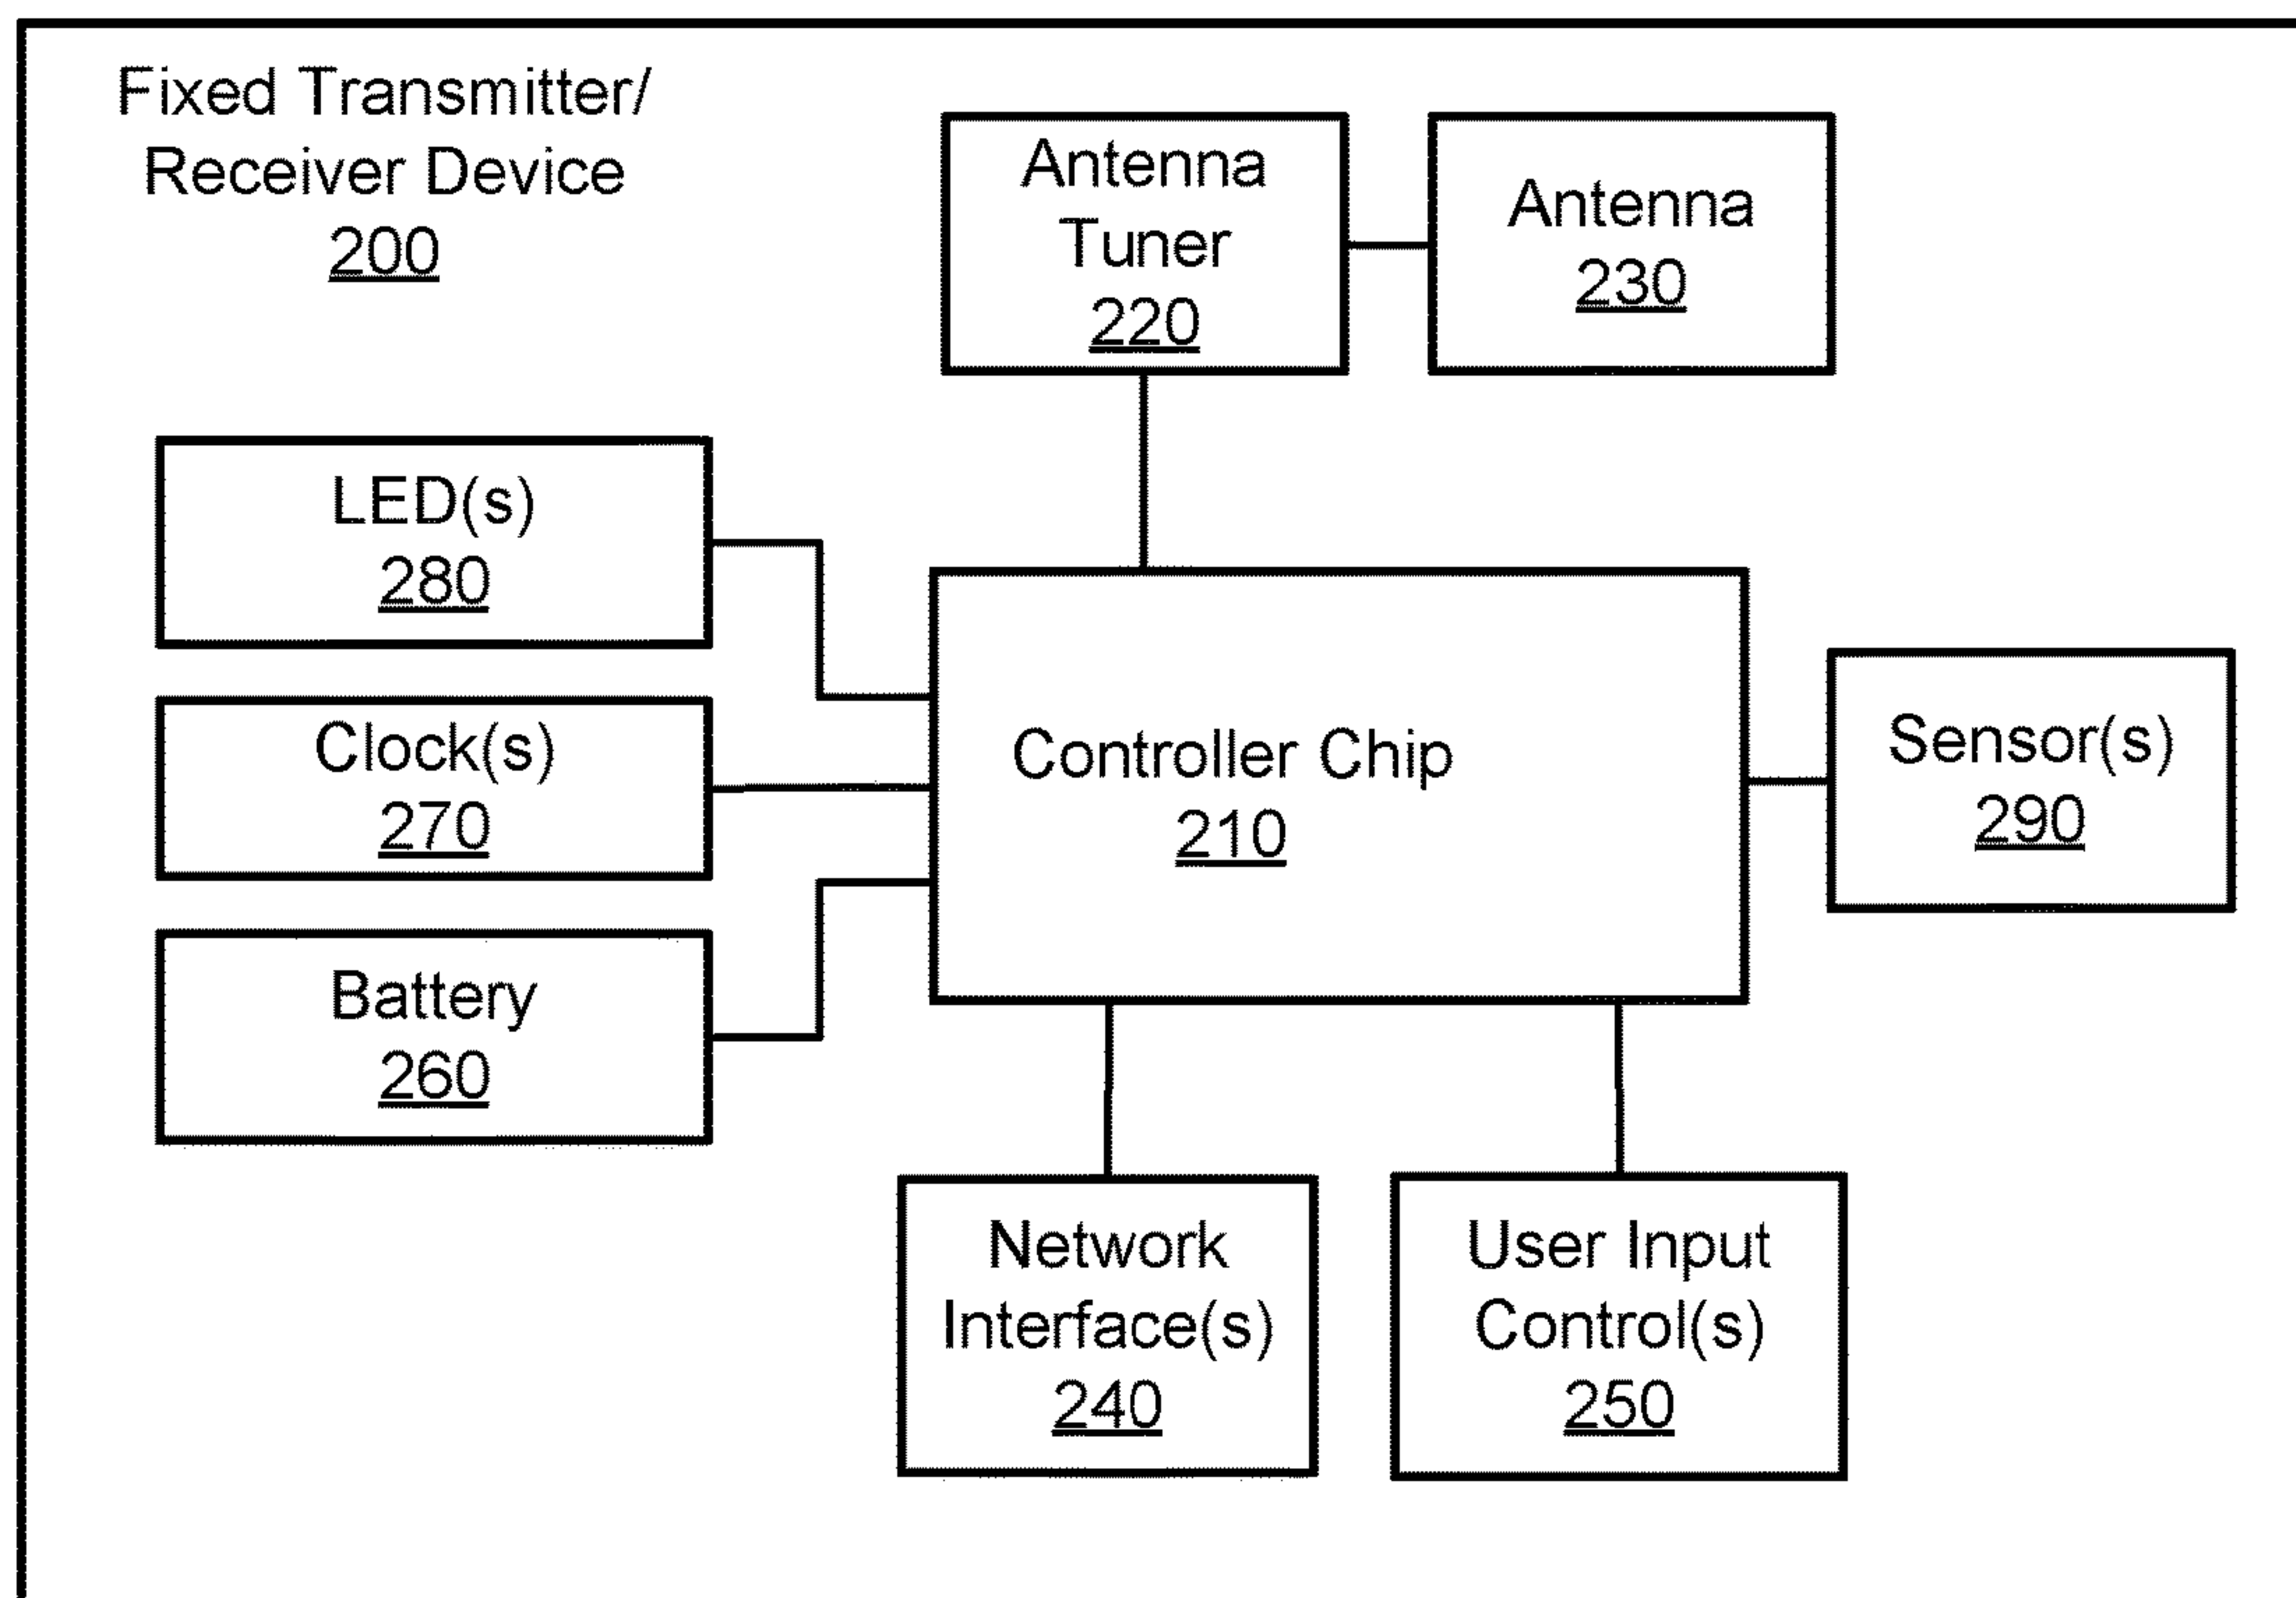 Fixed Transmitter/
Receiver Device
200
Antenna
Tuner
220
Antenna
230
LED(s)
280
Clock(s)
270
Battery
260
Controller Chip
210
Sensor(s)
290
Network
Interface(s)
240
User Input
Control(s)
250